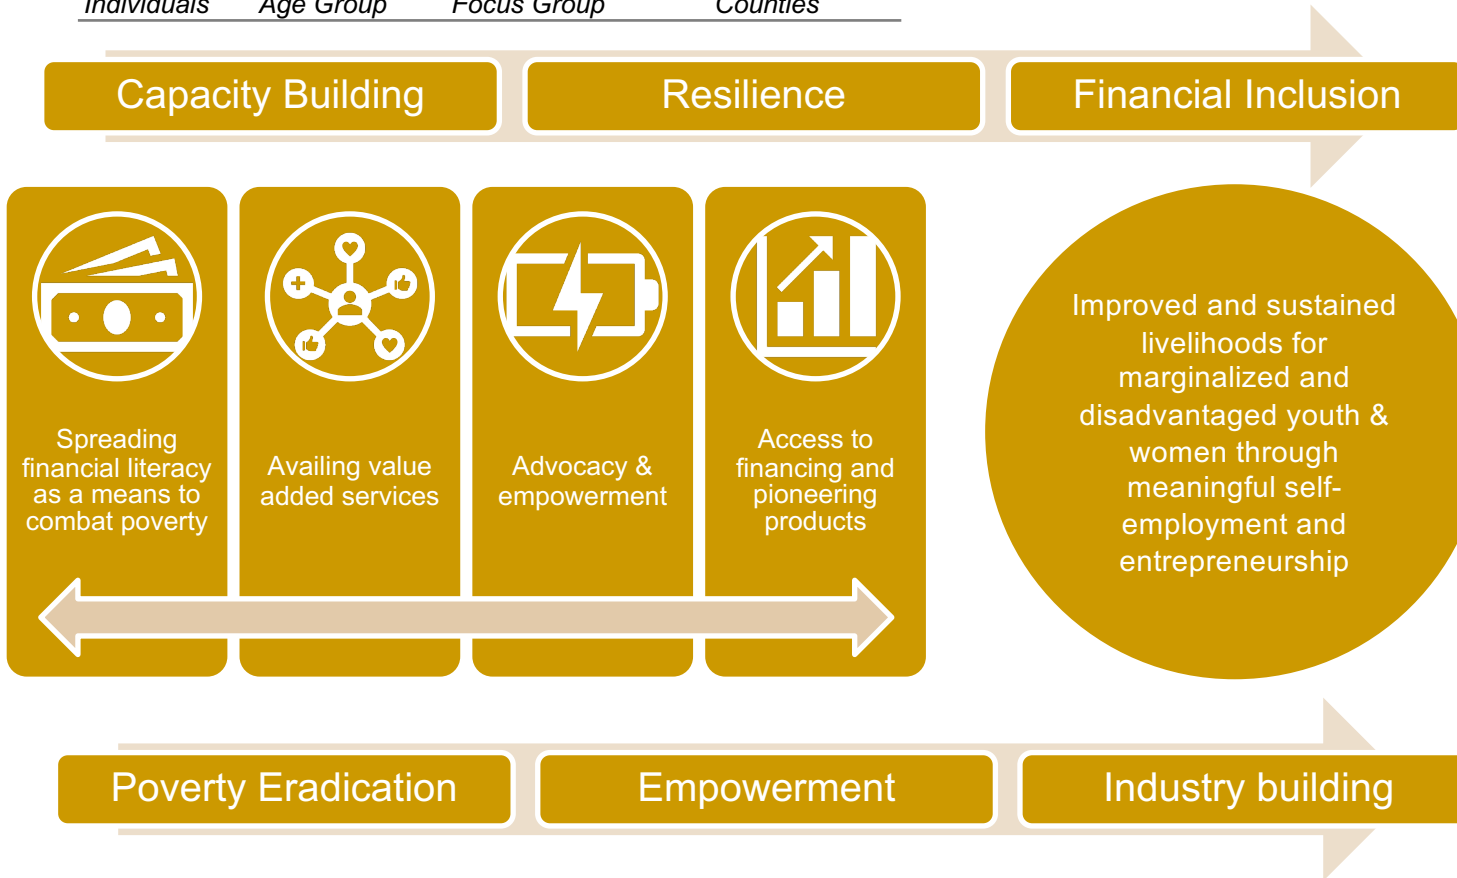 Individuals Age Group Focus Group Counties
Capacity Building Resilience Financial Inclusion
Spreading
financial literacy
as a means to
combat poverty
Availing value
added services
Advocacy &
empowerment
Access to
financing and
pioneering
products
Improved and sustained
livelihoods for
marginalized and
disadvantaged youth &
women through
meaningful self-
employment and
entrepreneurship
Poverty Eradication Empowerment Industry building